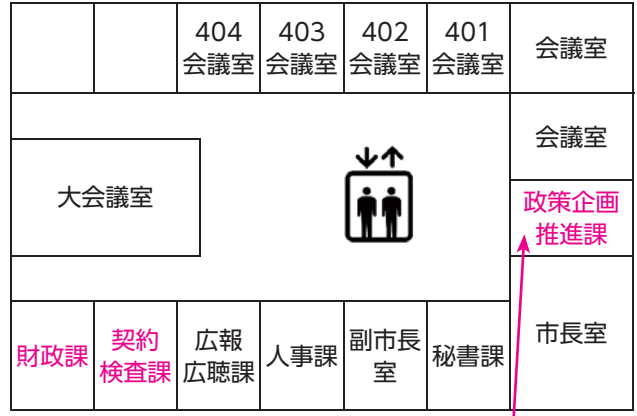 404
会議室
403
会議室
402
会議室
401
会議室
会議室
会議室
大会議室
政策企画
推進課
財政課
契約
検査課
広報
広聴課
人事課
副市長
室
秘書課
市長室